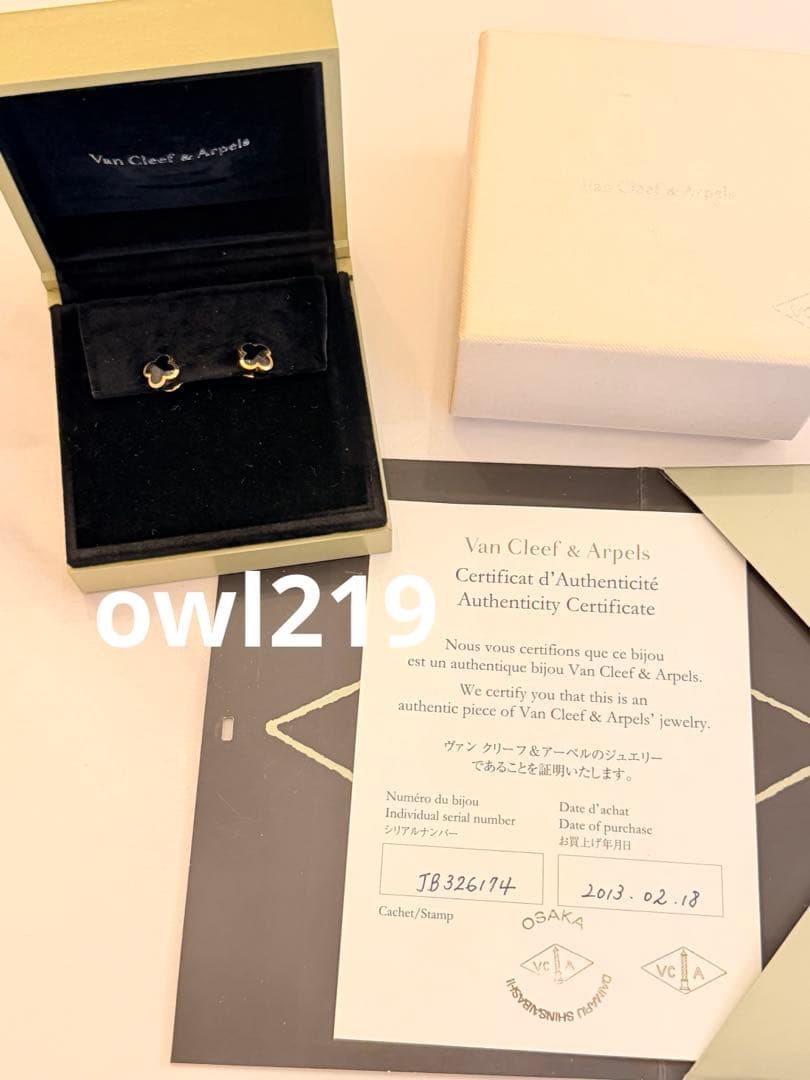 Van Cleef & Arpels
Van Cleef & Arpels
owl219
Van Cleef & Arpels
Certificat d'Authenticité
Authenticity Certificate
Nous vous certifions que ce bijou
est un authentique bijou Van Cleef & Arpels.
We certify you that this is an
authentic piece of Van Cleef & Arpels' jewelry.
ヴァン クリーフ&アーペルのジュエリー
であることを証明いたします。
Numéro du bijou
Individual serial number
シリアルナンバー
Date d'achat
Date of purchase
お買上げ年月日
JB326174
2013.02.18
Cachet/Stamp
OSAKA
VC A
DAIMARU SHINSAIBASHI
VC A